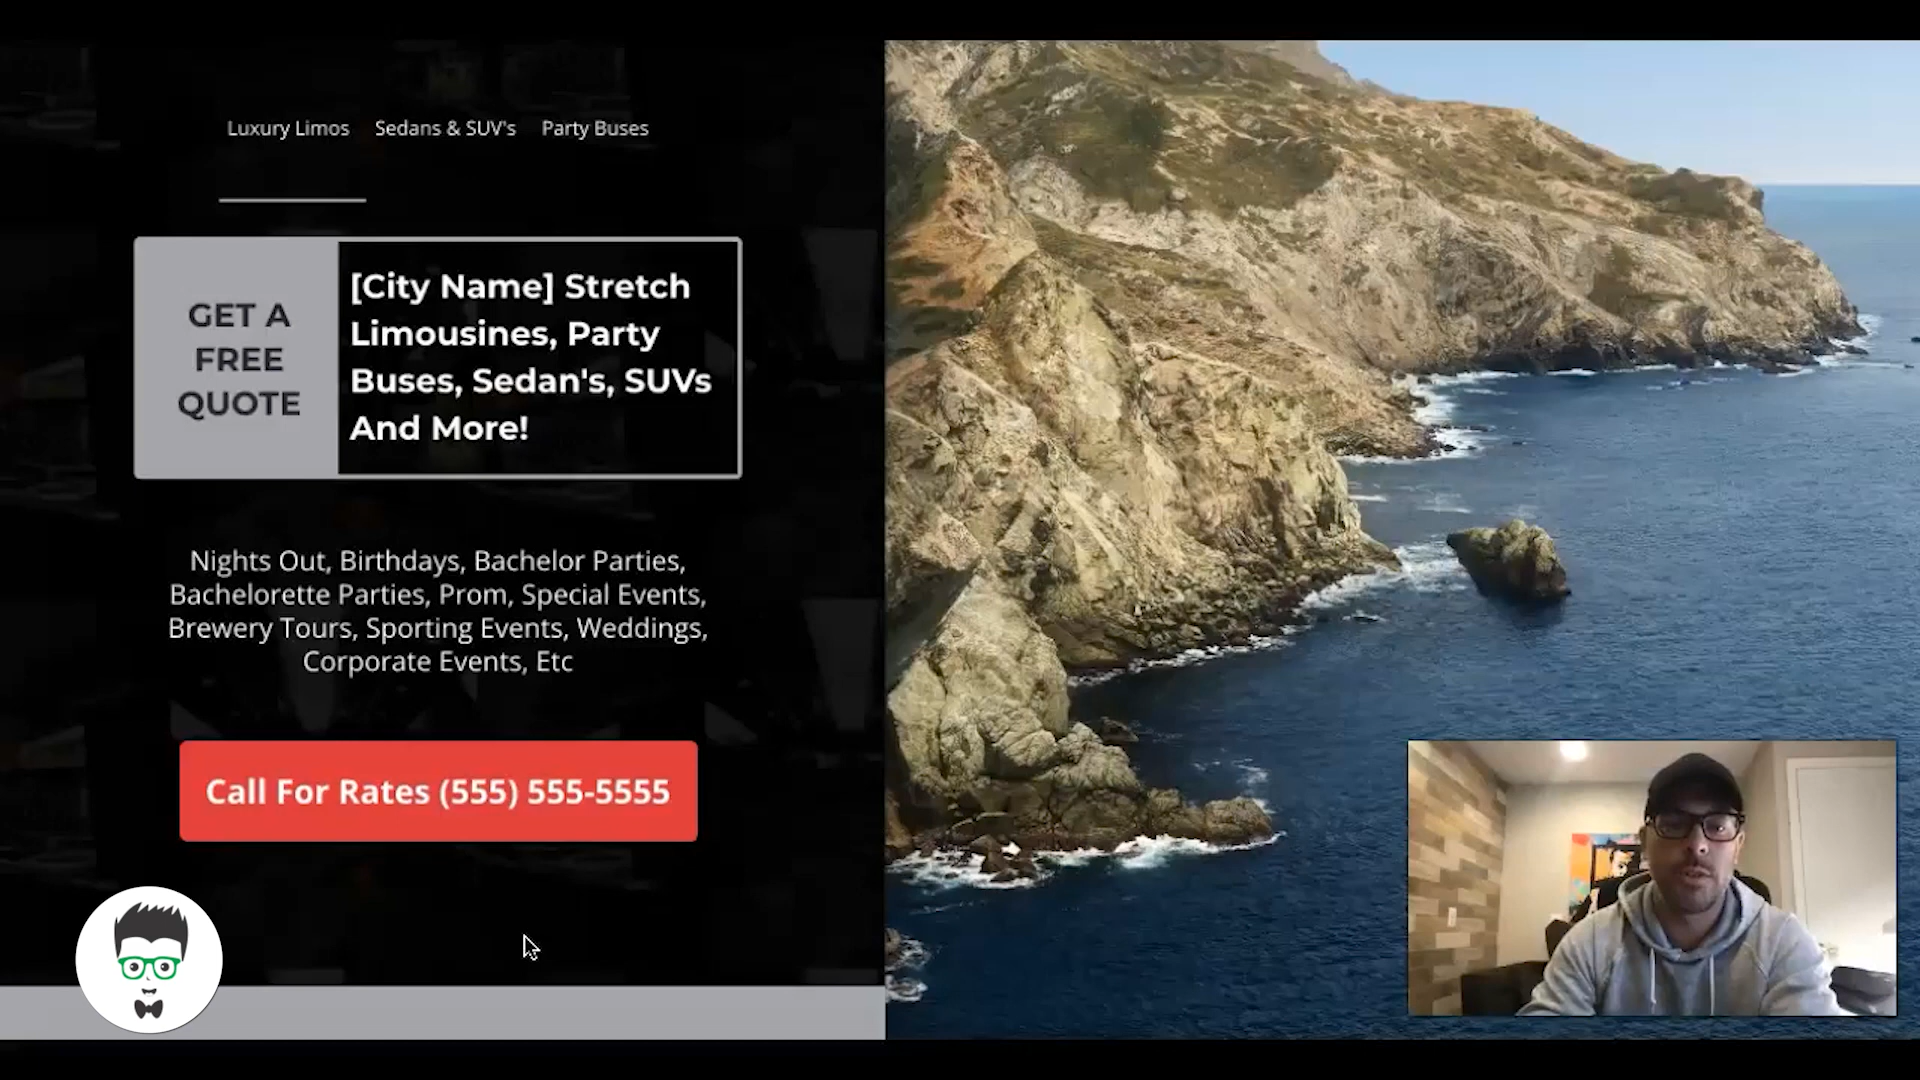 Luxury Limos Sedans & SUV's Party Buses
GET A
FREE
QUOTE
[City Name] Stretch
Limousines, Party
Buses, Sedan's, SUVs
And More!
Nights Out, Birthdays, Bachelor Parties,
Bachelorette Parties, Prom, Special Events,
Brewery Tours, Sporting Events, Weddings,
Corporate Events, Etc
Call For Rates (555) 555-5555